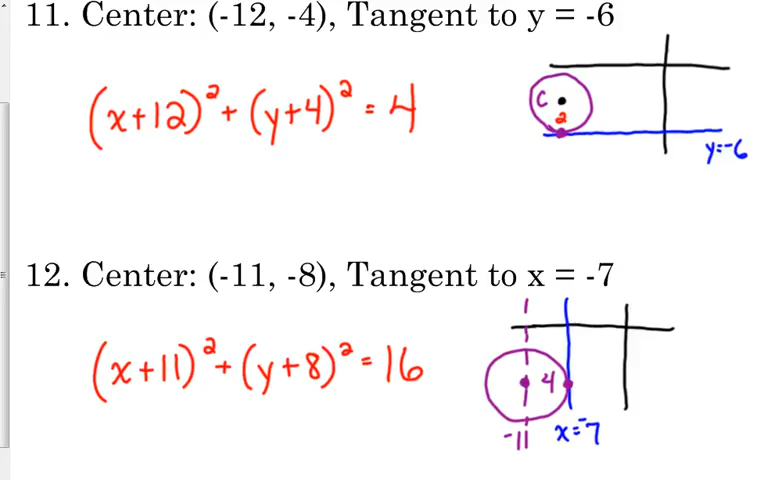 11. Center: (-12, -4), Tangent to y = -6
(x+12)² + (y+4)² = 4
C
2
y=-6
12. Center: (-11, -8), Tangent to x = -7
(x+11)² + (y+8)² = 16
4
-11
x=-7